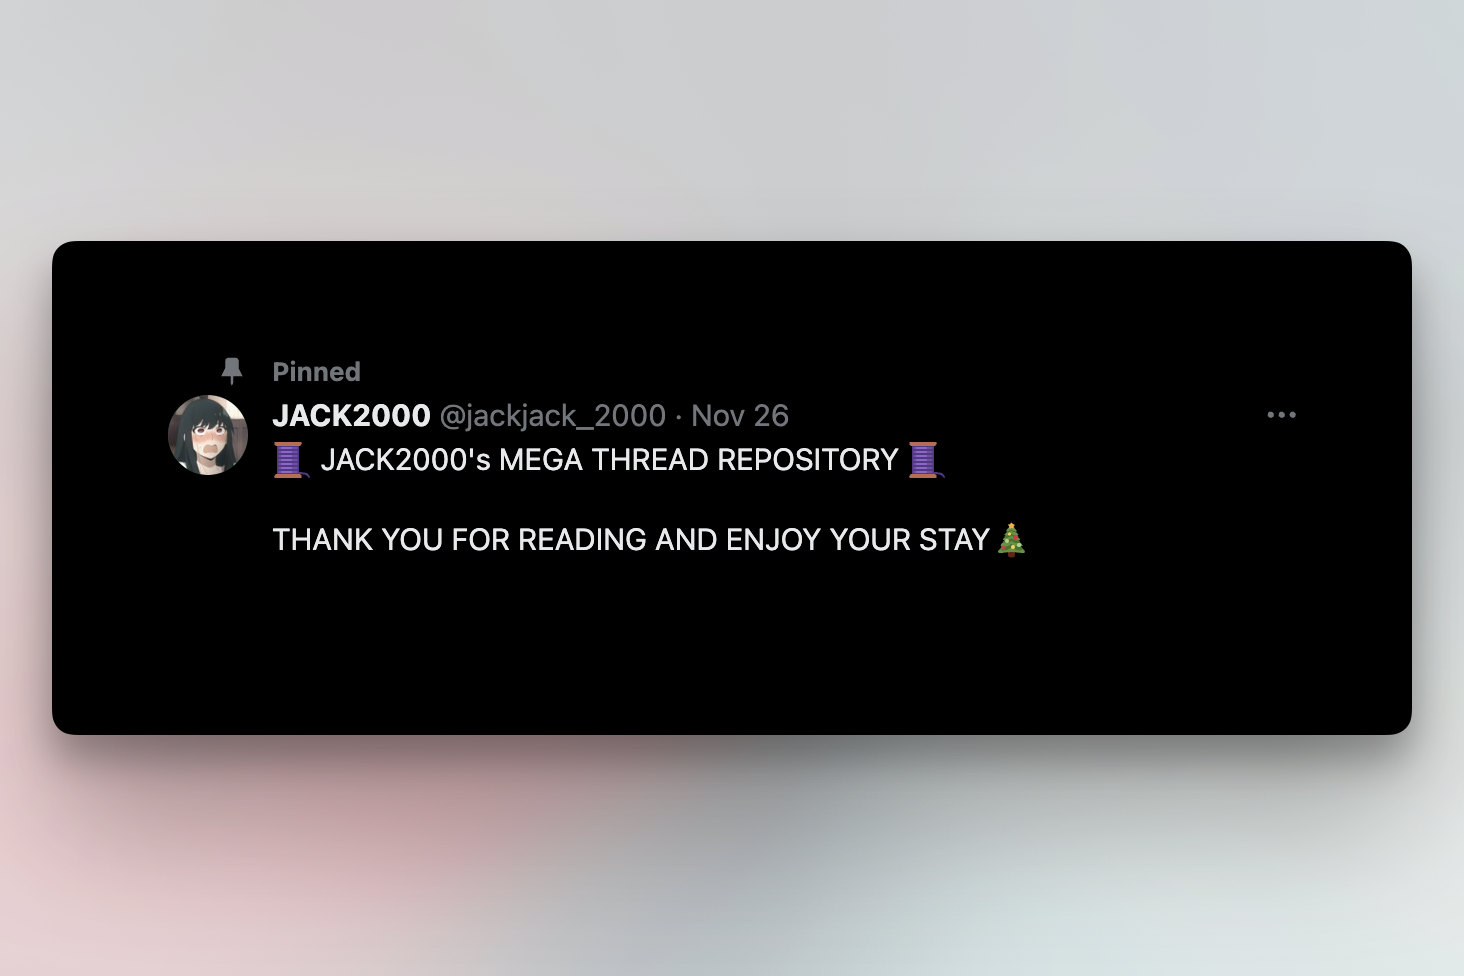 Pinned
JACK2000 @jackjack_2000 · Nov 26
🧵 JACK2000's MEGA THREAD REPOSITORY 🧵
THANK YOU FOR READING AND ENJOY YOUR STAY 🎄